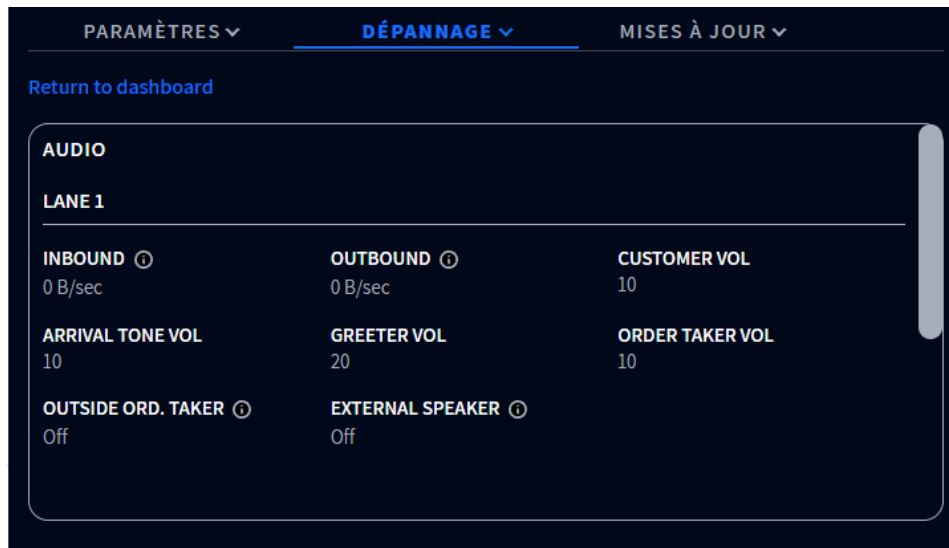 PARAMÈTRES DÉPANNAGE MISES À JOUR
Return to dashboard
AUDIO
LANE 1
INBOUND OUTBOUND CUSTOMER VOL
0 B/sec 0 B/sec 10
ARRIVAL TONE VOL GREETER VOL ORDER TAKER VOL
10 20 10
OUTSIDE ORD. TAKER EXTERNAL SPEAKER
Off Off